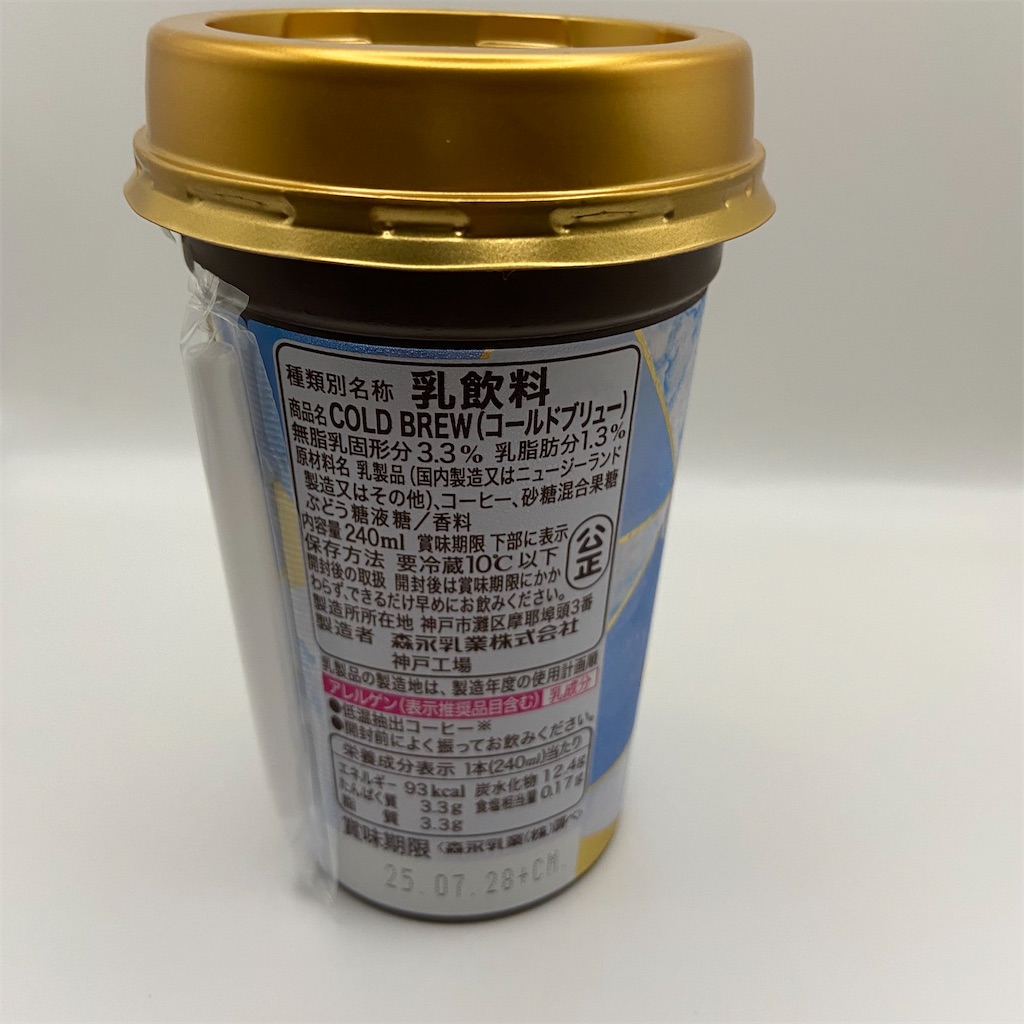 種類別名称 乳飲料
商品名 COLD BREW(コールドブリュー)
無脂乳固形分 3.3% 乳脂肪分 1.3%
原材料名 乳製品(国内製造又はニュージーランド
製造又はその他)、コーヒー、砂糖混合果糖
ぶどう糖液糖/香料
内容量 240ml 賞味期限 下部に表示
保存方法 要冷蔵10℃以下
公正
開封後の取扱 開封後は賞味期限にかか
わらず、できるだけ早めにお飲みください。
製造所所在地 神戸市灘区摩耶埠頭3番
製造者 森永乳業株式会社
神戸工場
乳製品の製造地は、製造年度の使用計画順
アレルゲン(表示推奨品目含む) 乳成分
●低温抽出コーヒー※
●開封前によく振ってお飲みください。
栄養成分表示 1本(240ml)当たり
エネルギー 93kcal 炭水化物 12.4g
たんぱく質 3.3g 食塩相当量 0.17g
脂質 3.3g
賞味期限 (森永乳業(株)調べ)
25.07.28+CM.